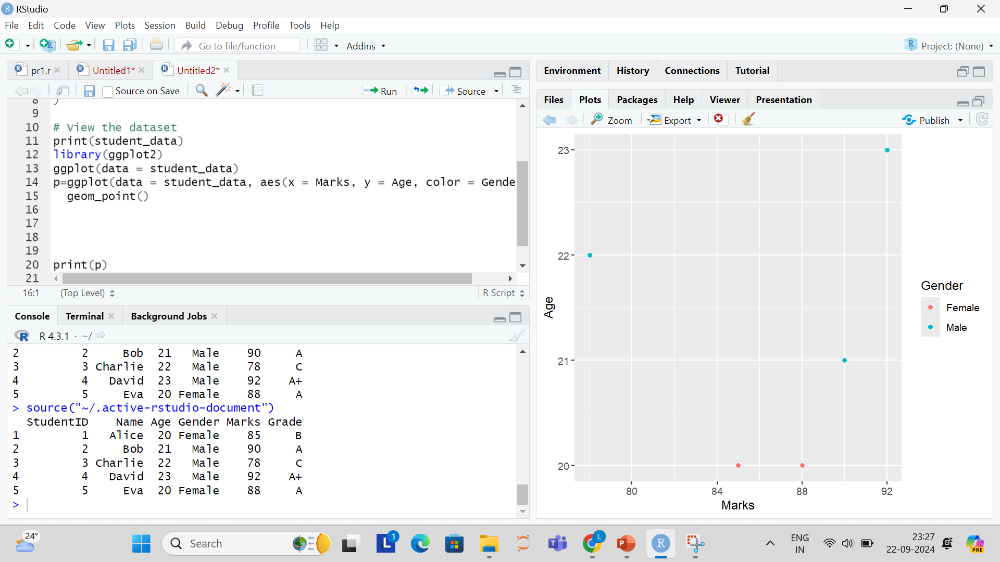 RStudio
File Edit Code View Plots Session Build Debug Profile Tools Help
Go to file/function Addins Project: (None)
pr1.r Untitled1* Untitled2*
Source on Save Run Source
8 )
9
10 # View the dataset
11 print(student_data)
12 library(ggplot2)
13 ggplot(data = student_data)
14 p=ggplot(data = student_data, aes(x = Marks, y = Age, color = Gende
15 geom_point()
16
17
18
19
20 print(p)
21
16:1 (Top Level) R Script
Console Terminal Background Jobs
R 4.3.1 · ~/
2 2 Bob 21 Male 90 A
3 3 Charlie 22 Male 78 C
4 4 David 23 Male 92 A+
5 5 Eva 20 Female 88 A
> source("~/.active-rstudio-document")
StudentID Name Age Gender Marks Grade
1 1 Alice 20 Female 85 B
2 2 Bob 21 Male 90 A
3 3 Charlie 22 Male 78 C
4 4 David 23 Male 92 A+
5 5 Eva 20 Female 88 A
>
Environment History Connections Tutorial
Files Plots Packages Help Viewer Presentation
Zoom Export Publish
23
22
21
20
Age
80 84 88 92
Marks
Gender
Female
Male
24°
Search
L 1
L
P
R
PRE
ENG
IN
23:27
22-09-2024